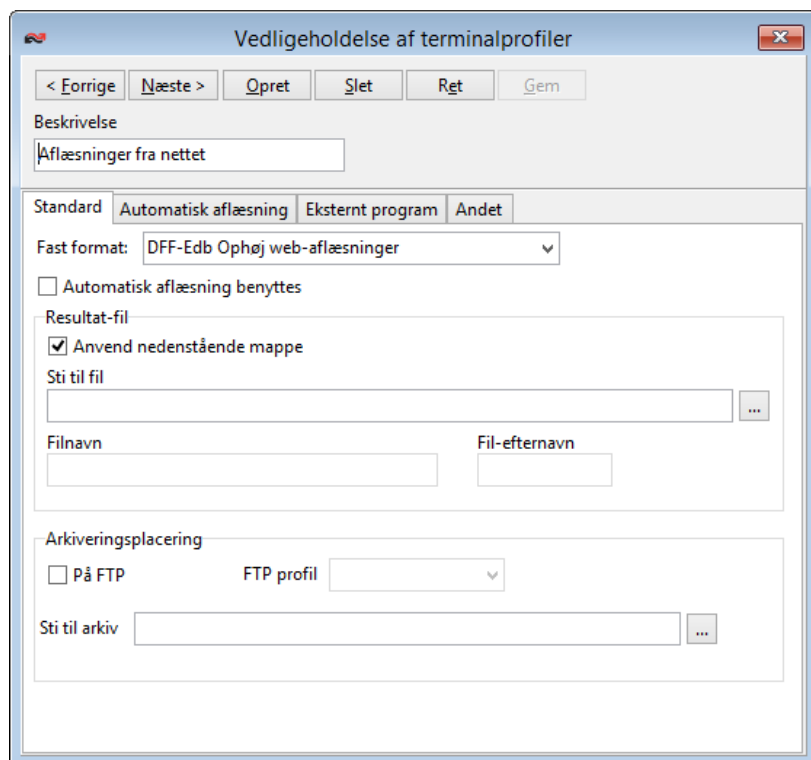 Vedligeholdelse af terminalprofiler
< Forrige Næste > Opret Slet Ret Gem
Beskrivelse
Aflæsninger fra nettet
Standard Automatisk aflæsning Eksternt program Andet
Fast format: DFF-Edb Ophøj web-aflæsninger
Automatisk aflæsning benyttes
Resultat-fil
Anvend nedenstående mappe
Sti til fil
...
Filnavn Fil-efternavn
Arkiveringsplacering
På FTP FTP profil
Sti til arkiv ...